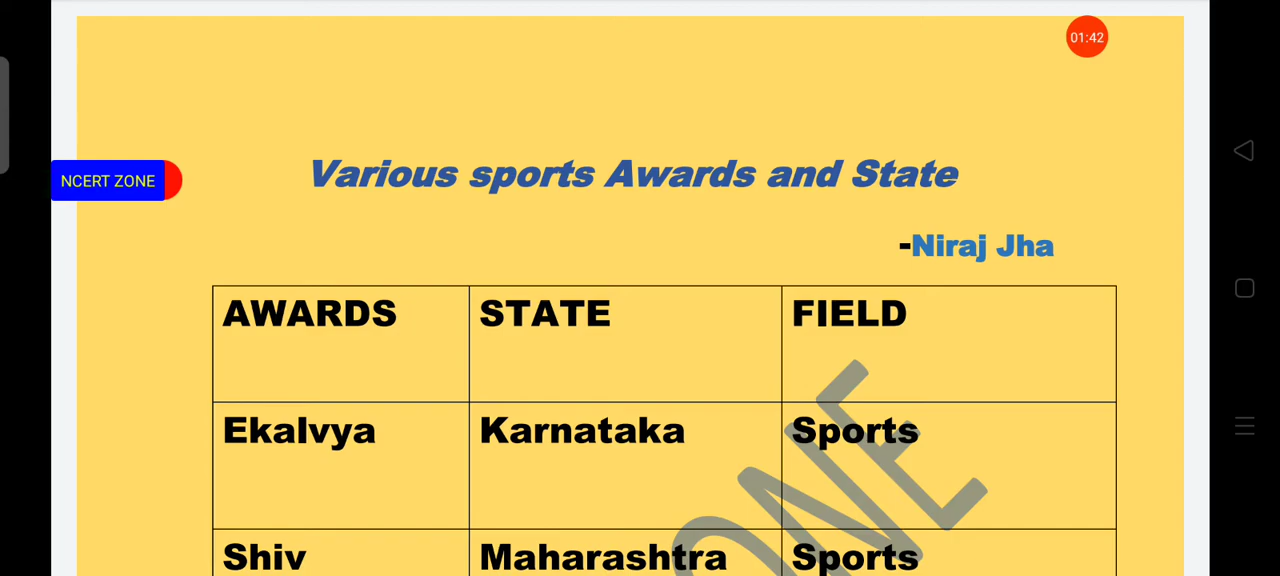 01:42
Various sports Awards and State
NCERT ZONE
-Niraj Jha
AWARDS STATE FIELD
Ekalvya Karnataka Sports
Shiv Maharashtra Sports
ONE